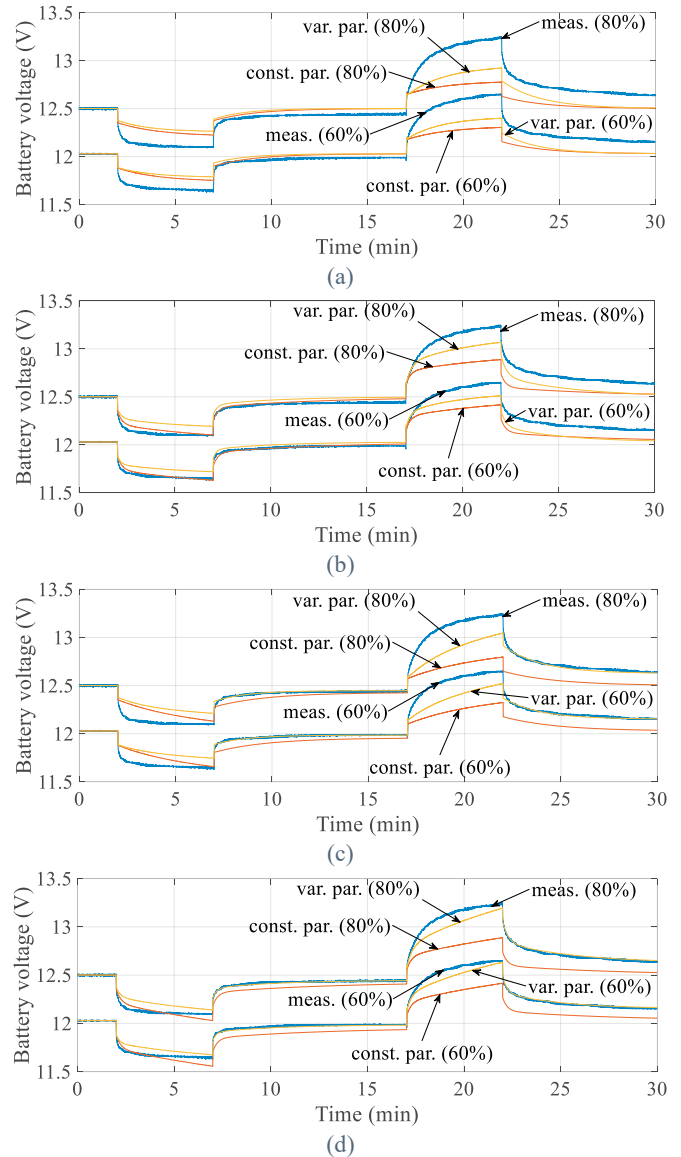 13.5
13
12.5
12
11.5
Battery voltage (V)
var. par. (80%)
meas. (80%)
const. par. (80%)
meas. (60%)
var. par. (60%)
const. par. (60%)
0 5 10 15 20 25 30
Time (min)
(a)
13.5
13
12.5
12
11.5
Battery voltage (V)
var. par. (80%)
meas. (80%)
const. par. (80%)
meas. (60%)
var. par. (60%)
const. par. (60%)
0 5 10 15 20 25 30
Time (min)
(b)
13.5
13
12.5
12
11.5
Battery voltage (V)
var. par. (80%)
meas. (80%)
const. par. (80%)
meas. (60%)
var. par. (60%)
const. par. (60%)
0 5 10 15 20 25 30
Time (min)
(c)
13.5
13
12.5
12
11.5
Battery voltage (V)
var. par. (80%)
meas. (80%)
const. par. (80%)
meas. (60%)
var. par. (60%)
const. par. (60%)
0 5 10 15 20 25 30
Time (min)
(d)